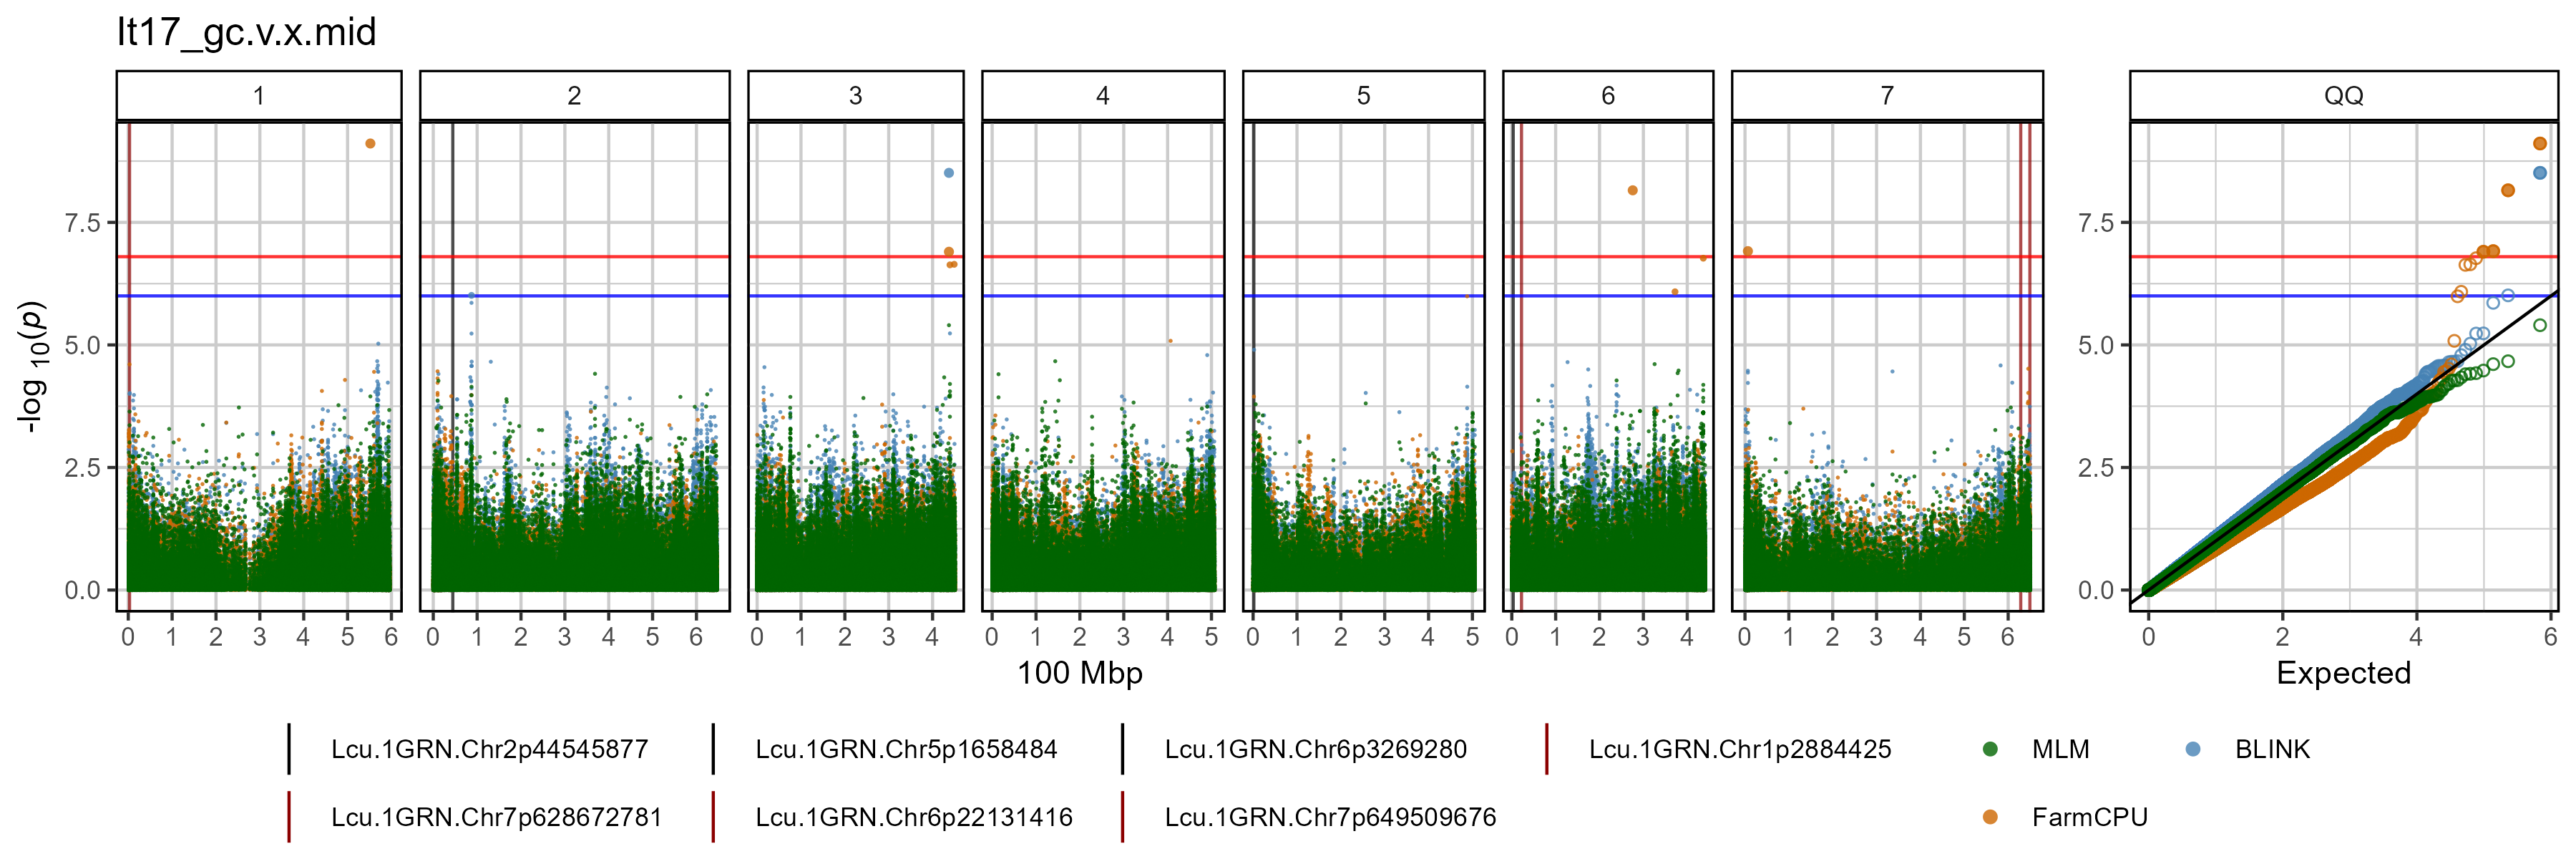 It17_gc.v.x.mid
1 2 3 4 5 6 7 QQ
-log 10(p)
7.5
5.0
2.5
0.0
7.5
5.0
2.5
0.0
0 1 2 3 4 5 6 0 1 2 3 4 5 6 0 1 2 3 4 0 1 2 3 4 5 0 1 2 3 4 5 0 1 2 3 4 0 1 2 3 4 5 6 0 2 4 6
100 Mbp Expected
Lcu.1GRN.Chr2p44545877 Lcu.1GRN.Chr5p1658484 Lcu.1GRN.Chr6p3269280 Lcu.1GRN.Chr1p2884425 MLM BLINK
Lcu.1GRN.Chr7p628672781 Lcu.1GRN.Chr6p22131416 Lcu.1GRN.Chr7p649509676 FarmCPU